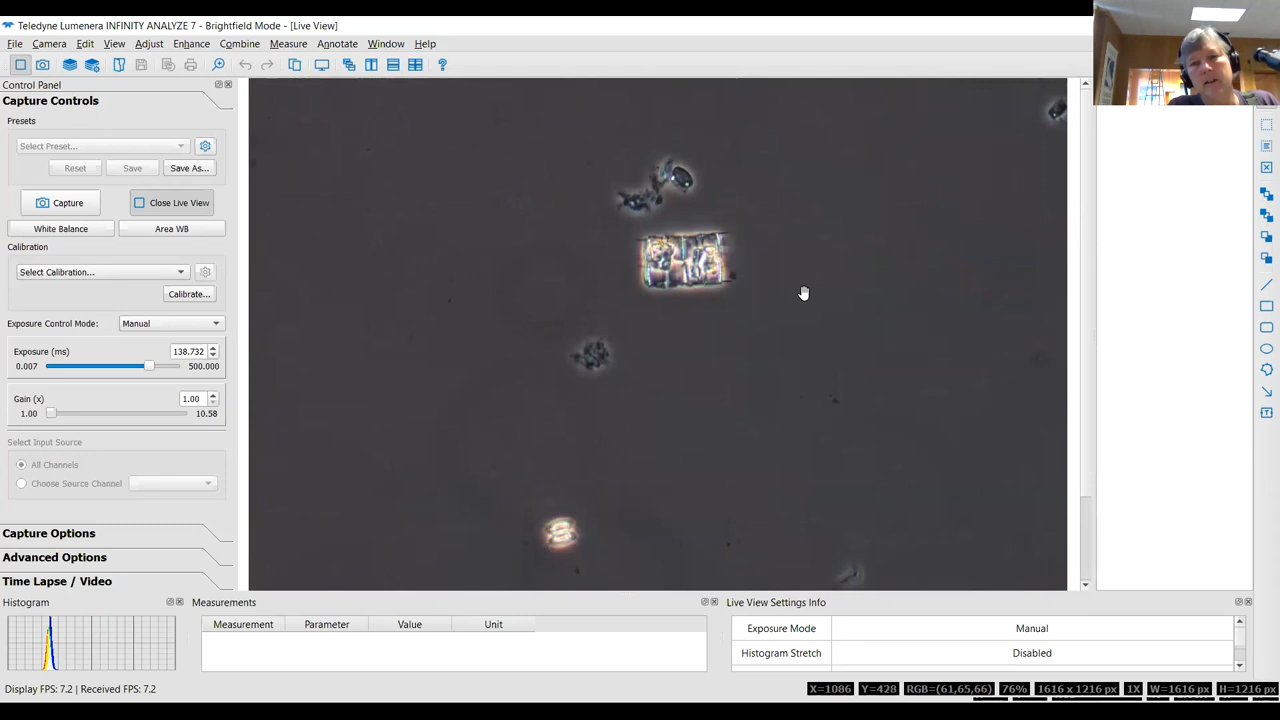 Teledyne Lumenera INFINITY ANALYZE 7 - Brightfield Mode - [Live View]
File Camera Edit View Adjust Enhance Combine Measure Annotate Window Help
Control Panel
Capture Controls
Presets
Select Preset...
Reset Save Save As...
Capture Close Live View
White Balance Area WB
Calibration
Select Calibration...
Calibrate...
Exposure Control Mode: Manual
Exposure (ms) 138.732
0.007 500.000
Gain (x) 1.00
1.00 10.58
Select Input Source
All Channels
Choose Source Channel
Capture Options
Advanced Options
Time Lapse / Video
Histogram
Measurements
Measurement Parameter Value Unit
Live View Settings Info
Exposure Mode Manual
Histogram Stretch Disabled
Display FPS: 7.2 | Received FPS: 7.2
X=1086 Y=428 RGB=(61,65,66) 76% 1616 x 1216 px 1X W=1616 px H=1216 px